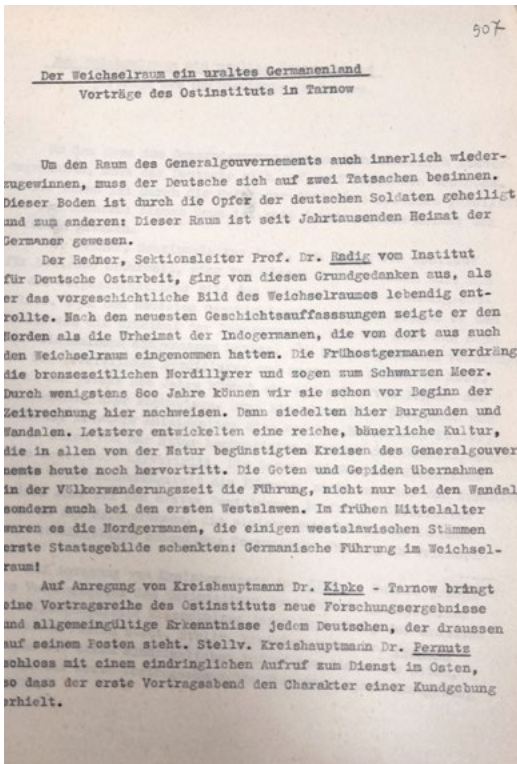 507
Der Weichselraum ein uraltes Germanenland
Vorträge des Ostinstituts in Tarnow
Um den Raum des Generalgouvernements auch innerlich wieder-
zugewinnen, muss der Deutsche sich auf zwei Tatsachen besinnen.
Dieser Boden ist durch die Opfer der deutschen Soldaten geheiligt
und zum anderen: Dieser Raum ist seit Jahrtausenden Heimat der
Germanen gewesen.
Der Redner, Sektionsleiter Prof. Dr. Radig vom Institut
für Deutsche Ostarbeit, ging von diesen Grundgedanken aus, als
er das vorgeschichtliche Bild des Weichselraumes lebendig ent-
rollte. Nach den neuesten Geschichtsauffasssungen zeigte er den
Norden als die Urheimat der Indogermanen, die von dort aus auch
den Weichselraum eingenommen hatten. Die Frühostgermanen verdräng
die bronzezeitlichen Nordillyrer und zogen zum Schwarzen Meer.
Durch wenigstens 800 Jahre können wir sie schon vor Beginn der
Zeitrechnung hier nachweisen. Dann siedelten hier Burgunden und
Wandalen. Letztere entwickelten eine reiche, bäuerliche Kultur,
die in allen von der Natur begünstigten Kreisen des Generalgouver
nemts heute noch hervortritt. Die Goten und Gepiden übernahmen
in der Völkerwanderungszeit die Führung, nicht nur bei den Wandal
sondern auch bei den ersten Westslawen. Im frühen Mittelalter
waren es die Nordgermanen, die einigen westslawischen Stämmen
erste Staatsgebilde schenkten: Germanische Führung im Weichsel-
raum!
Auf Anregung von Kreishauptmann Dr. Kipke - Tarnow bringt
eine Vortragsreihe des Ostinstituts neue Forschungsergebnisse
und allgemeingültige Erkenntnisse jedem Deutschen, der draussen
auf seinem Posten steht. Stellv. Kreishauptmann Dr. Pernutz
schloss mit einem eindringlichen Aufruf zum Dienst im Osten,
so dass der erste Vortragsabend den Charakter einer Kundgebung
erhielt.